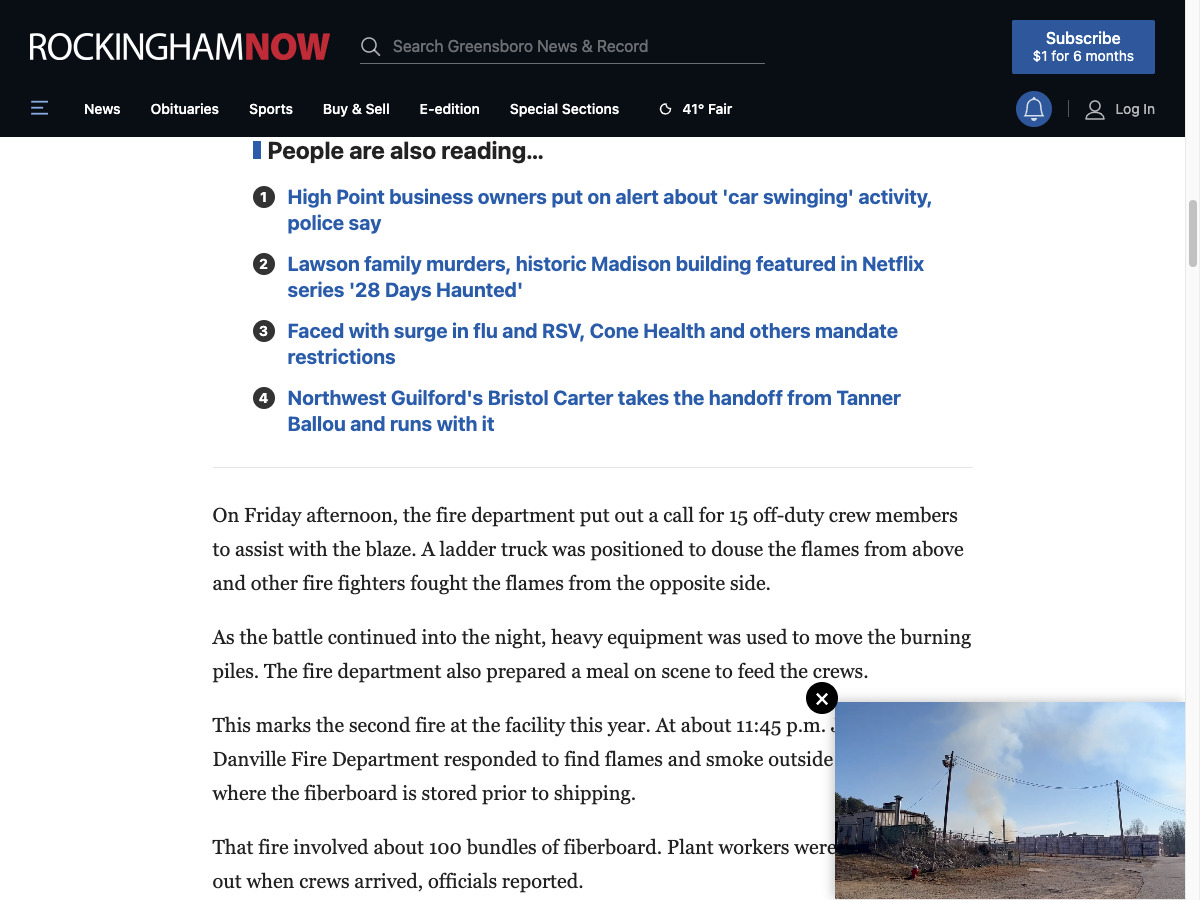 ROCKINGHAMNOW
Search Greensboro News & Record
Subscribe
$1 for 6 months
News
Obituaries
Sports
Buy & Sell
E-edition
Special Sections
41° Fair
Log In
People are also reading…
1 High Point business owners put on alert about 'car swinging' activity,
police say
2 Lawson family murders, historic Madison building featured in Netflix
series '28 Days Haunted'
3 Faced with surge in flu and RSV, Cone Health and others mandate
restrictions
4 Northwest Guilford's Bristol Carter takes the handoff from Tanner
Ballou and runs with it
On Friday afternoon, the fire department put out a call for 15 off-duty crew members
to assist with the blaze. A ladder truck was positioned to douse the flames from above
and other fire fighters fought the flames from the opposite side.
As the battle continued into the night, heavy equipment was used to move the burning
piles. The fire department also prepared a meal on scene to feed the crews.
This marks the second fire at the facility this year. At about 11:45 p.m.
Danville Fire Department responded to find flames and smoke outside
where the fiberboard is stored prior to shipping.
That fire involved about 100 bundles of fiberboard. Plant workers were
out when crews arrived, officials reported.